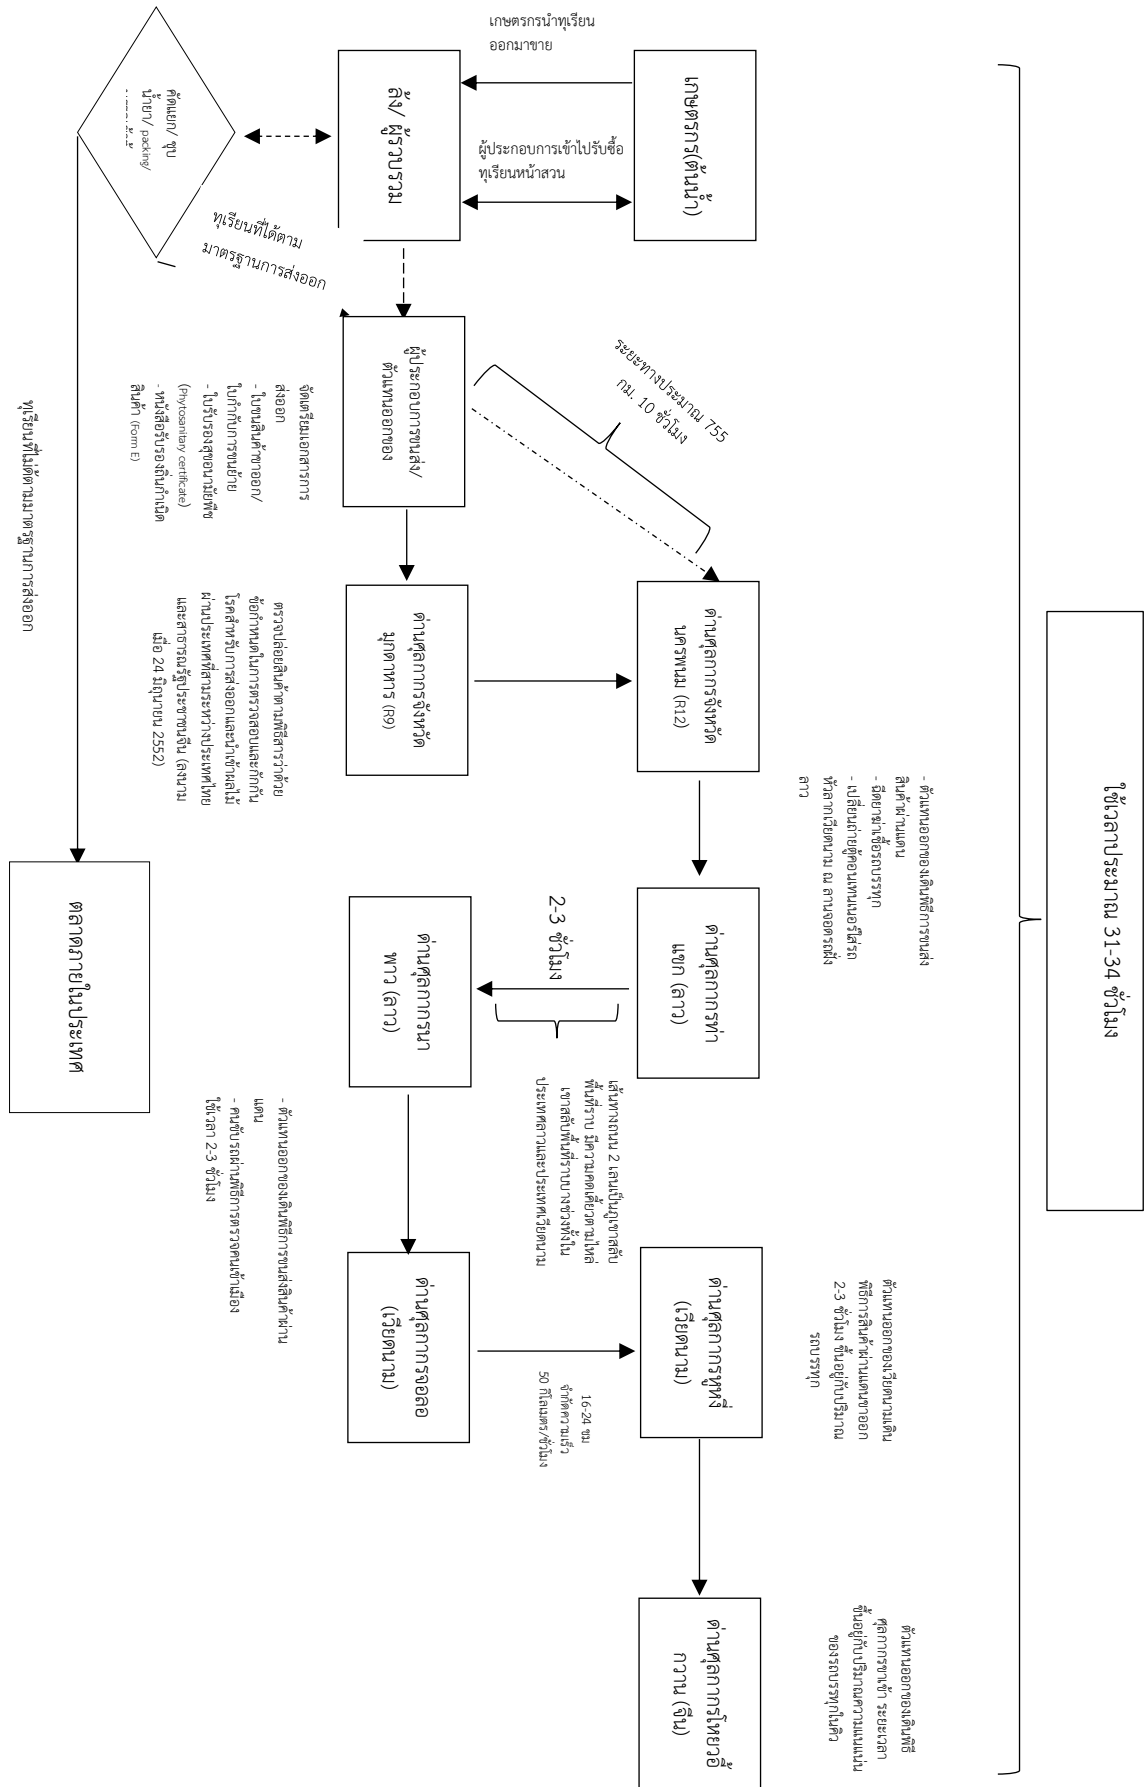 ใช้เวลาประมาณ 31-34 ชั่วโมง
เกษตรกร(ต้นน้ำ)
เกษตรกรนำทุเรียน
ออกมาขาย
ผู้ประกอบการเข้าไปรับซื้อ
ทุเรียนหน้าสวน
ล้ง/ ผู้รวบรวม
คัดแยก/ ชุบ
น้ำยา/ packing/
ทุเรียนที่ได้ตาม
มาตรฐานการส่งออก
ผู้ประกอบการขนส่ง/
ตัวแทนออกของ
จัดเตรียมเอกสารการ
ส่งออก
- ใบขนสินค้าขาออก/
ใบกำกับการขนย้าย
- ใบรับรองสุขอนามัยพืช
(Phytosanitary certificate)
- หนังสือรับรองถิ่นกำเนิด
สินค้า (Form E)
ระยะทางประมาณ 755
กม. 10 ชั่วโมง
ด่านศุลกากรจังหวัด
มุกดาหาร (R9)
ตรวจปล่อยสินค้าตามพิธีสารว่าด้วย
ข้อกำหนดในการตรวจสอบและกักกัน
โรคสำหรับการส่งออกและนำเข้าผลไม้
ผ่านประเทศที่สามระหว่างประเทศไทย
และสาธารณรัฐประชาชนจีน (ลงนาม
เมื่อ 24 มิถุนายน 2552)
ด่านศุลกากรจังหวัด
นครพนม (R12)
- ตัวแทนออกของเดินพิธีการขนส่ง
สินค้าผ่านแดน
- ฉีดยาฆ่าเชื้อรถบรรทุก
- เปลี่ยนถ่ายตู้คอนเทนเนอร์ใส่รถ
หัวลากเวียดนาม ณ ลานจอดรถฝั่ง
ลาว
ด่านศุลกากรท่า
แขก (ลาว)
2-3 ชั่วโมง
ด่านศุลกากรนา
พาว (ลาว)
เส้นทางถนน 2 เลนเป็นภูเขาสลับ
พื้นที่ราบ มีความคดเคี้ยวตามไหล่
เขาสลับพื้นที่ราบบางช่วงทั้งใน
ประเทศลาวและประเทศเวียดนาม
- ตัวแทนออกของเดินพิธีการขนส่งสินค้าผ่าน
แดน
- คนขับรถผ่านพิธีการตรวจคนเข้าเมือง
ใช้เวลา 2-3 ชั่วโมง
ด่านศุลกากรจอลอ
(เวียดนาม)
16-24 ชม
จำกัดความเร็ว
50 กิโลเมตร/ชั่วโมง
ด่านศุลกากรหูหงี่
(เวียดนาม)
ตัวแทนออกของเวียดนามเดิน
พิธีการสินค้าผ่านแดนขาออก
2-3 ชั่วโมง ขึ้นอยู่กับปริมาณ
รถบรรทุก
ด่านศุลกากรโหยวอี้
กวาน (จีน)
ตัวแทนออกของเดินพิธี
ศุลกากรขาเข้า ระยะเวลา
ขึ้นอยู่กับปริมาณความแนแน่น
ของรถบรรทุกในคิว
ทุเรียนที่ไม่ได้ตามมาตรฐานการส่งออก
ตลาดภายในประเทศ